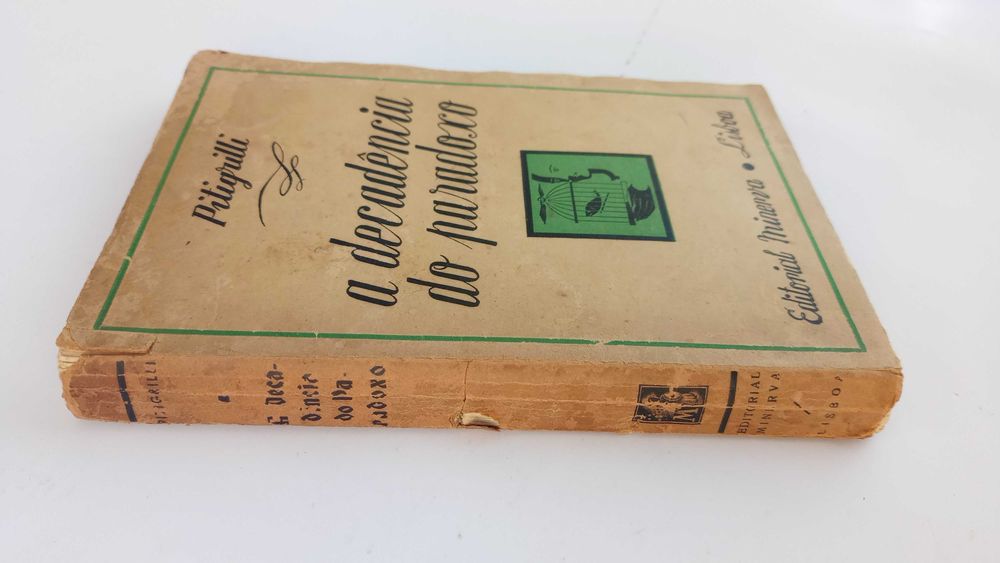 Pitigrilli
a decadência
do paradoxo
Editorial Minerva • Lisboa
PITIGRILLI
A Deca-
dência
do Pa-
radoxo
M
EDITORIAL
MINERVA
LISBOA